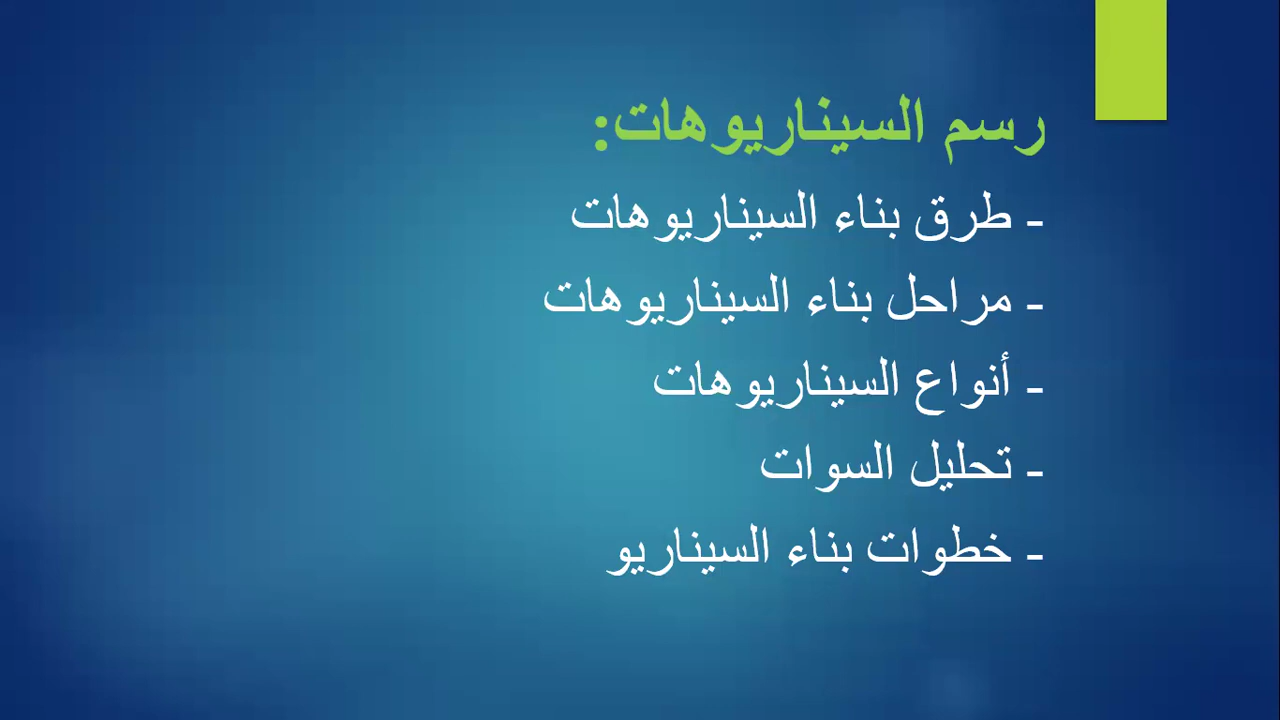 رسم السيناريوهات:
- طرق بناء السيناريوهات
- مراحل بناء السيناريوهات
- أنواع السيناريوهات
- تحليل السوات
- خطوات بناء السيناريو